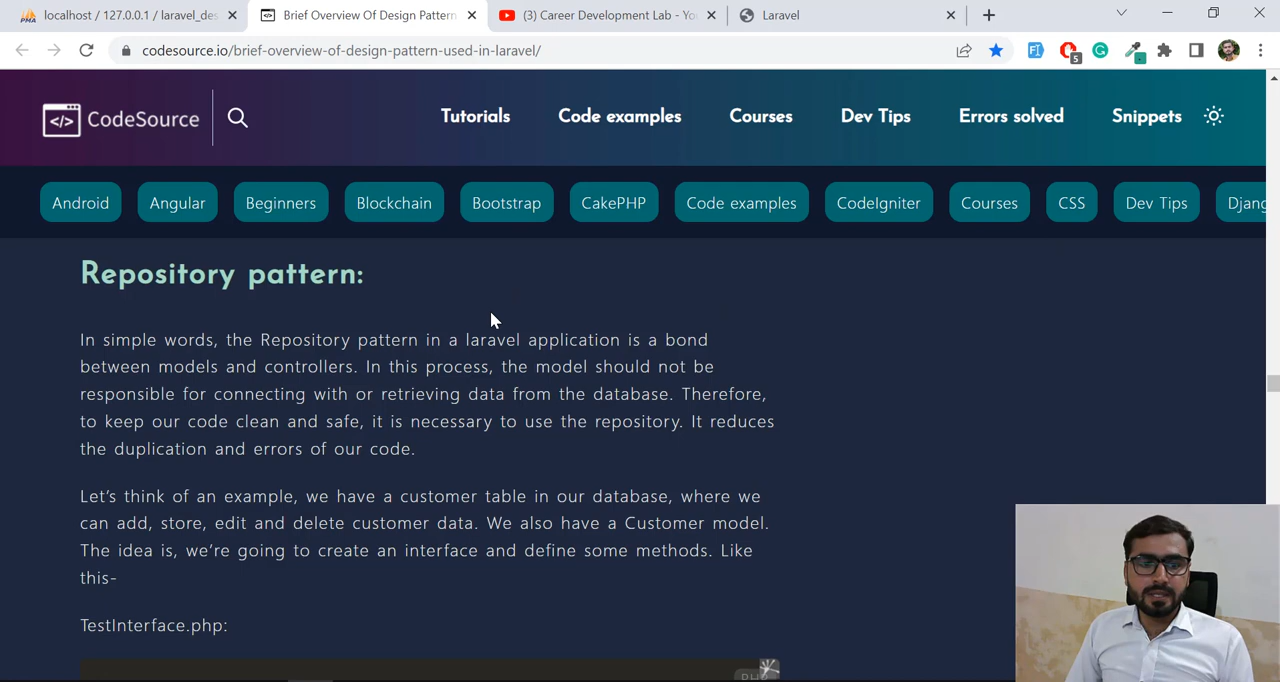 localhost / 127.0.0.1 / laravel_des
Brief Overview Of Design Pattern
(3) Career Development Lab - Yo
Laravel
codesource.io/brief-overview-of-design-pattern-used-in-laravel/
5
</> CodeSource
Tutorials
Code examples
Courses
Dev Tips
Errors solved
Snippets
Android
Angular
Beginners
Blockchain
Bootstrap
CakePHP
Code examples
CodeIgniter
Courses
CSS
Dev Tips
Djang
Repository pattern:
In simple words, the Repository pattern in a laravel application is a bond
between models and controllers. In this process, the model should not be
responsible for connecting with or retrieving data from the database. Therefore,
to keep our code clean and safe, it is necessary to use the repository. It reduces
the duplication and errors of our code.
Let's think of an example, we have a customer table in our database, where we
can add, store, edit and delete customer data. We also have a Customer model.
The idea is, we're going to create an interface and define some methods. Like
this-
TestInterface.php:
PHP